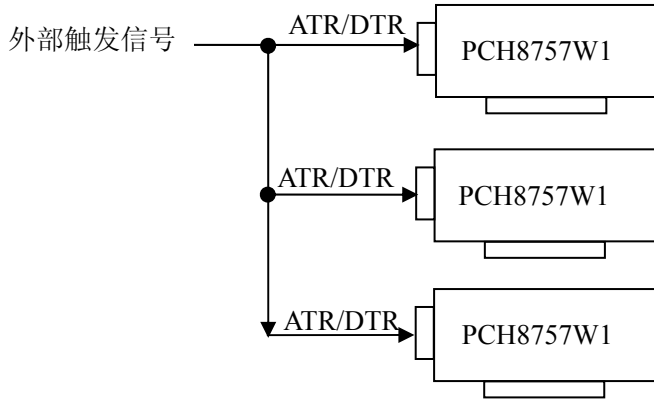 外部触发信号
ATR/DTR
PCH8757W1
ATR/DTR
PCH8757W1
ATR/DTR
PCH8757W1